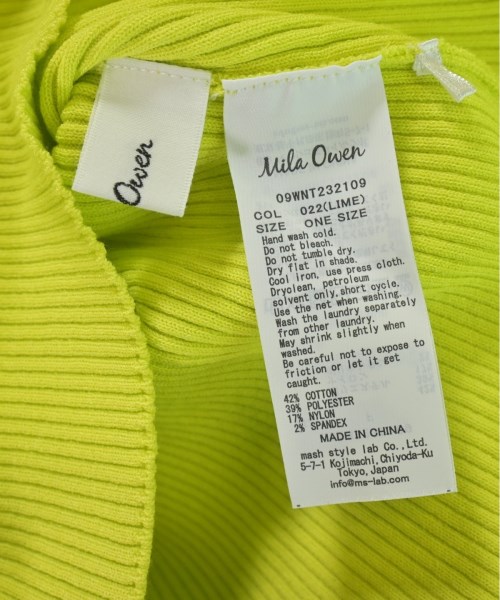 Owen
Mila Owen
09WNT232109
COL 022(LIME)
SIZE ONE SIZE
Hand wash cold.
Do not bleach.
Do not tumble dry.
Dry flat in shade.
Cool iron, use press cloth.
Dryclean, petroleum
solvent only,short cycle.
Use the net when washing.
Wash the laundry separately
from other laundry.
May shrink slightly when
washed.
Be careful not to expose to
friction or let it get
caught.
42% COTTON
39% POLYESTER
17% NYLON
2% SPANDEX
MADE IN CHINA
mash style lab Co.,Ltd.
5-7-1 Kojimachi,Chiyoda-Ku
Tokyo,Japan
info@ms-lab.com